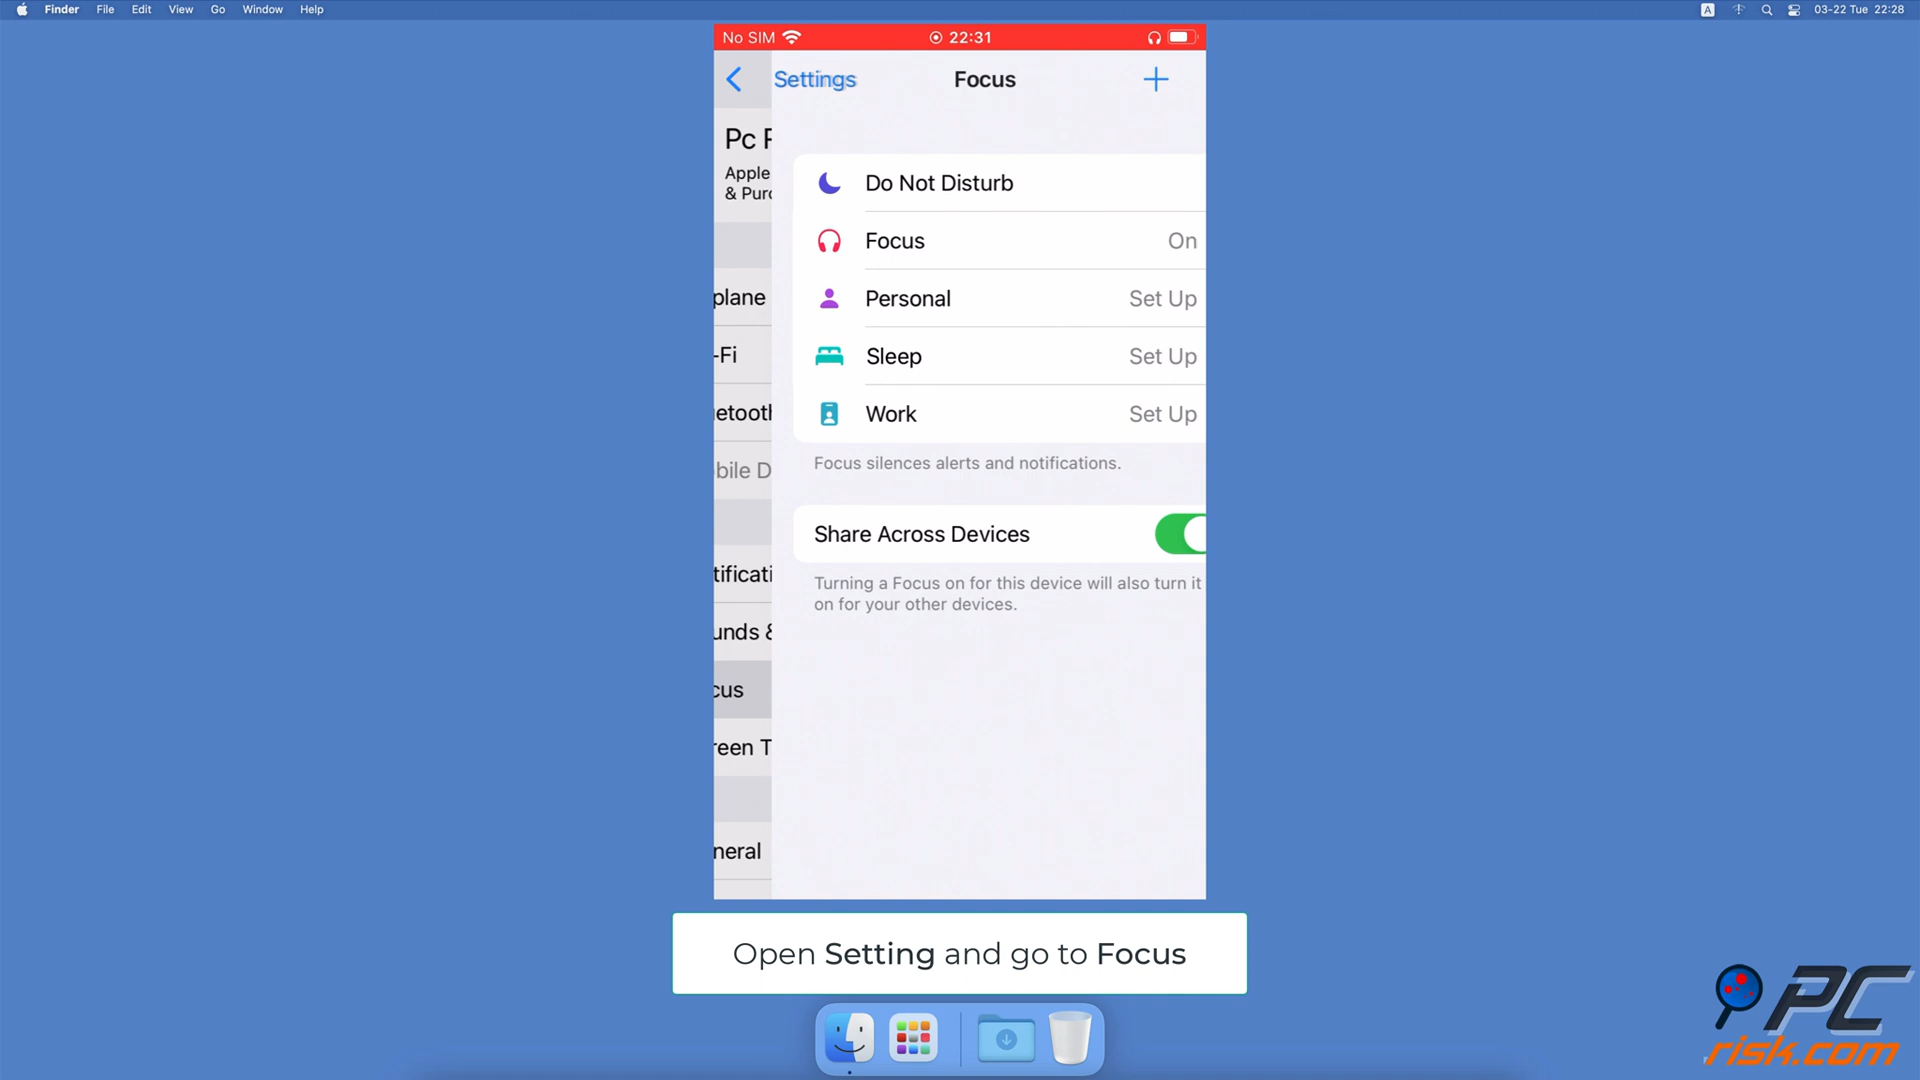 Finder File Edit View Go Window Help
A 03-22 Tue 22:28
No SIM 22:31
Settings Focus
Pc
Apple
& Pur
Do Not Disturb
Focus On
plane
Personal Set Up
-Fi
Sleep Set Up
etooth
Work Set Up
bile D
Focus silences alerts and notifications.
Share Across Devices
tificati
Turning a Focus on for this device will also turn it
on for your other devices.
unds &
cus
reen T
neral
Open Setting and go to Focus
PC
risk.com